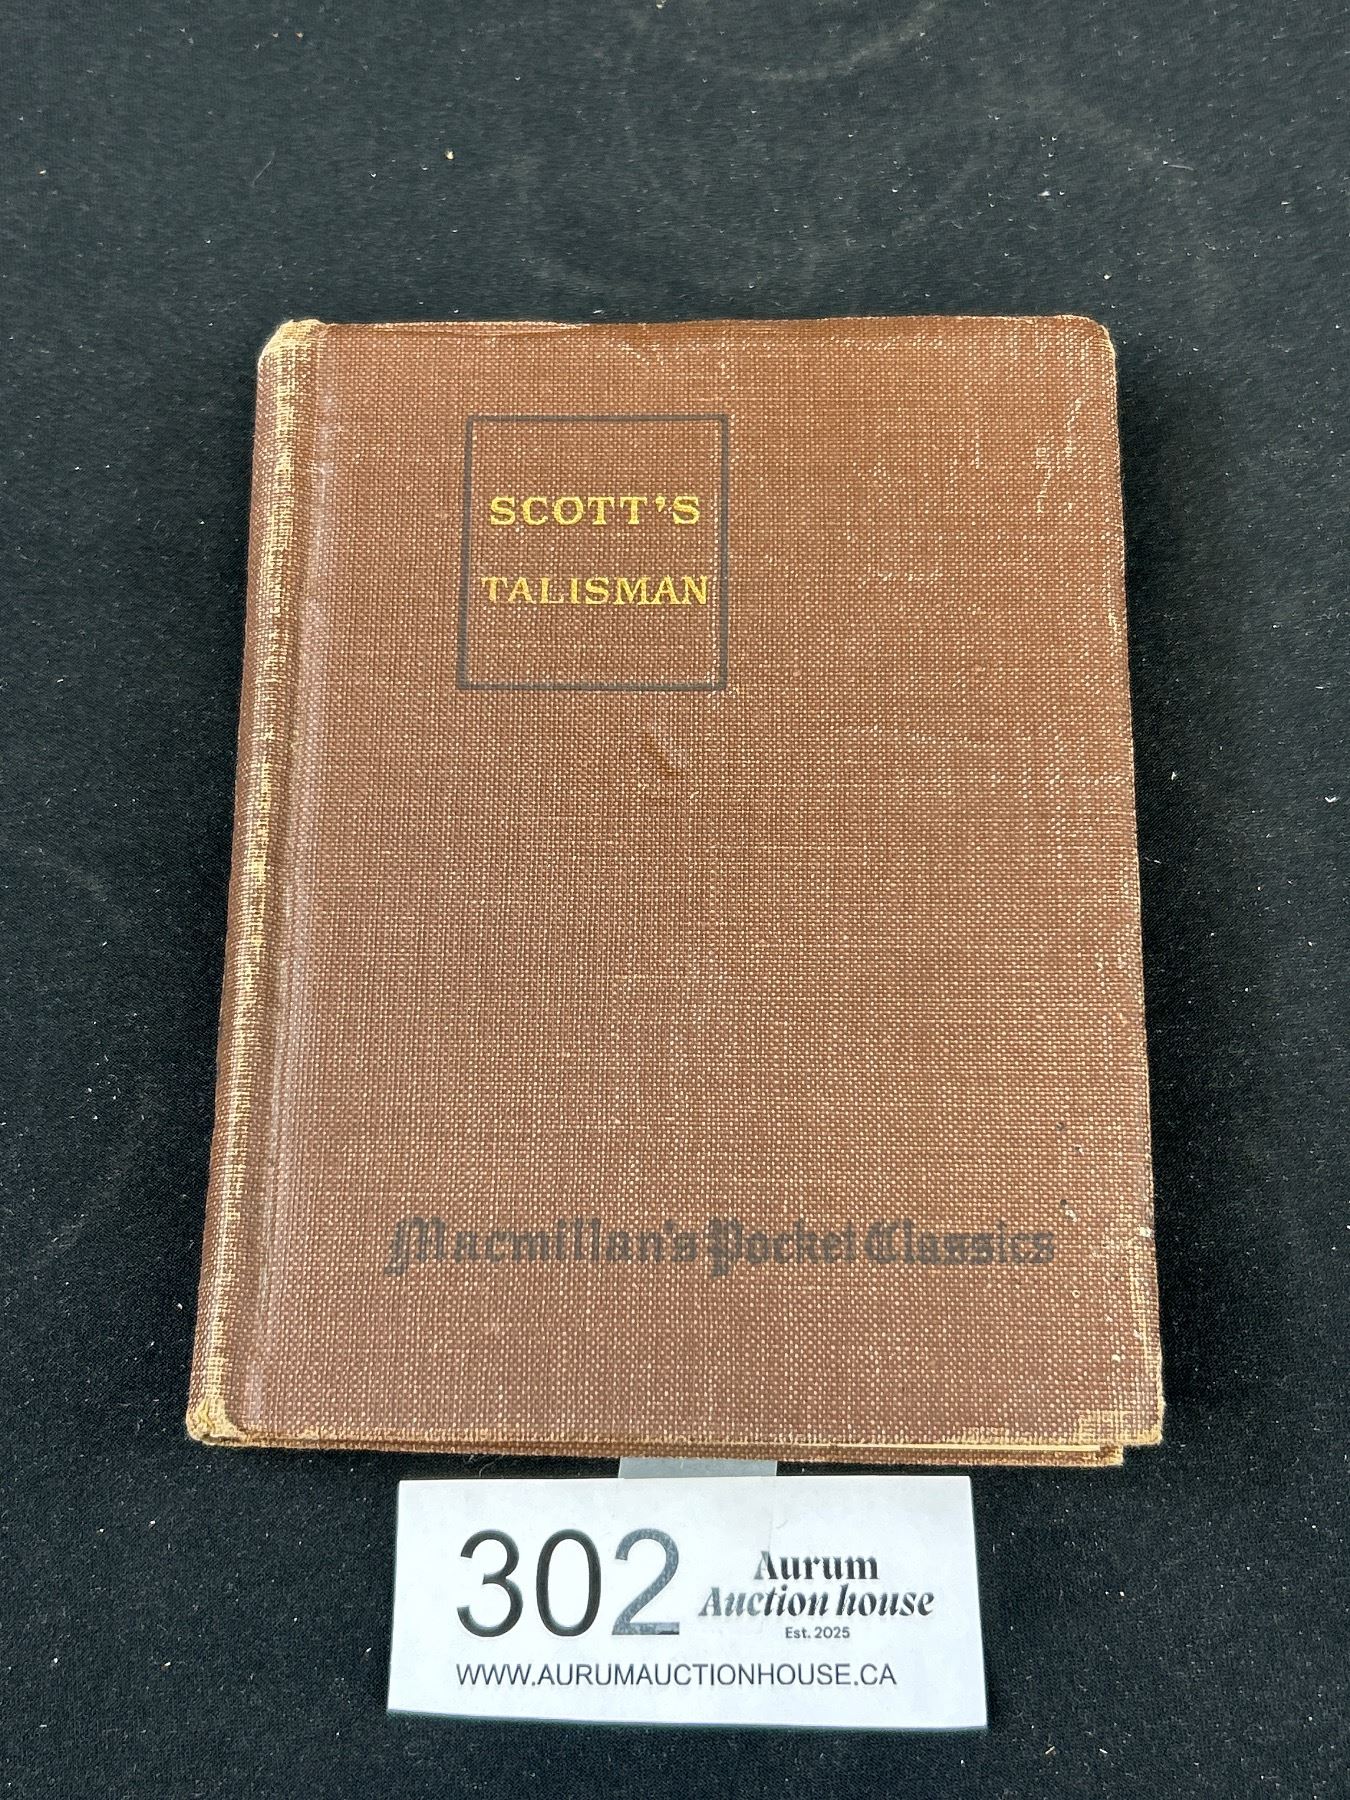 SCOTT'S
TALISMAN
Macmillan's Pocket Classics
302
Aurum
Auction house
Est. 2025
WWW.AURUMAUCTIONHOUSE.CA